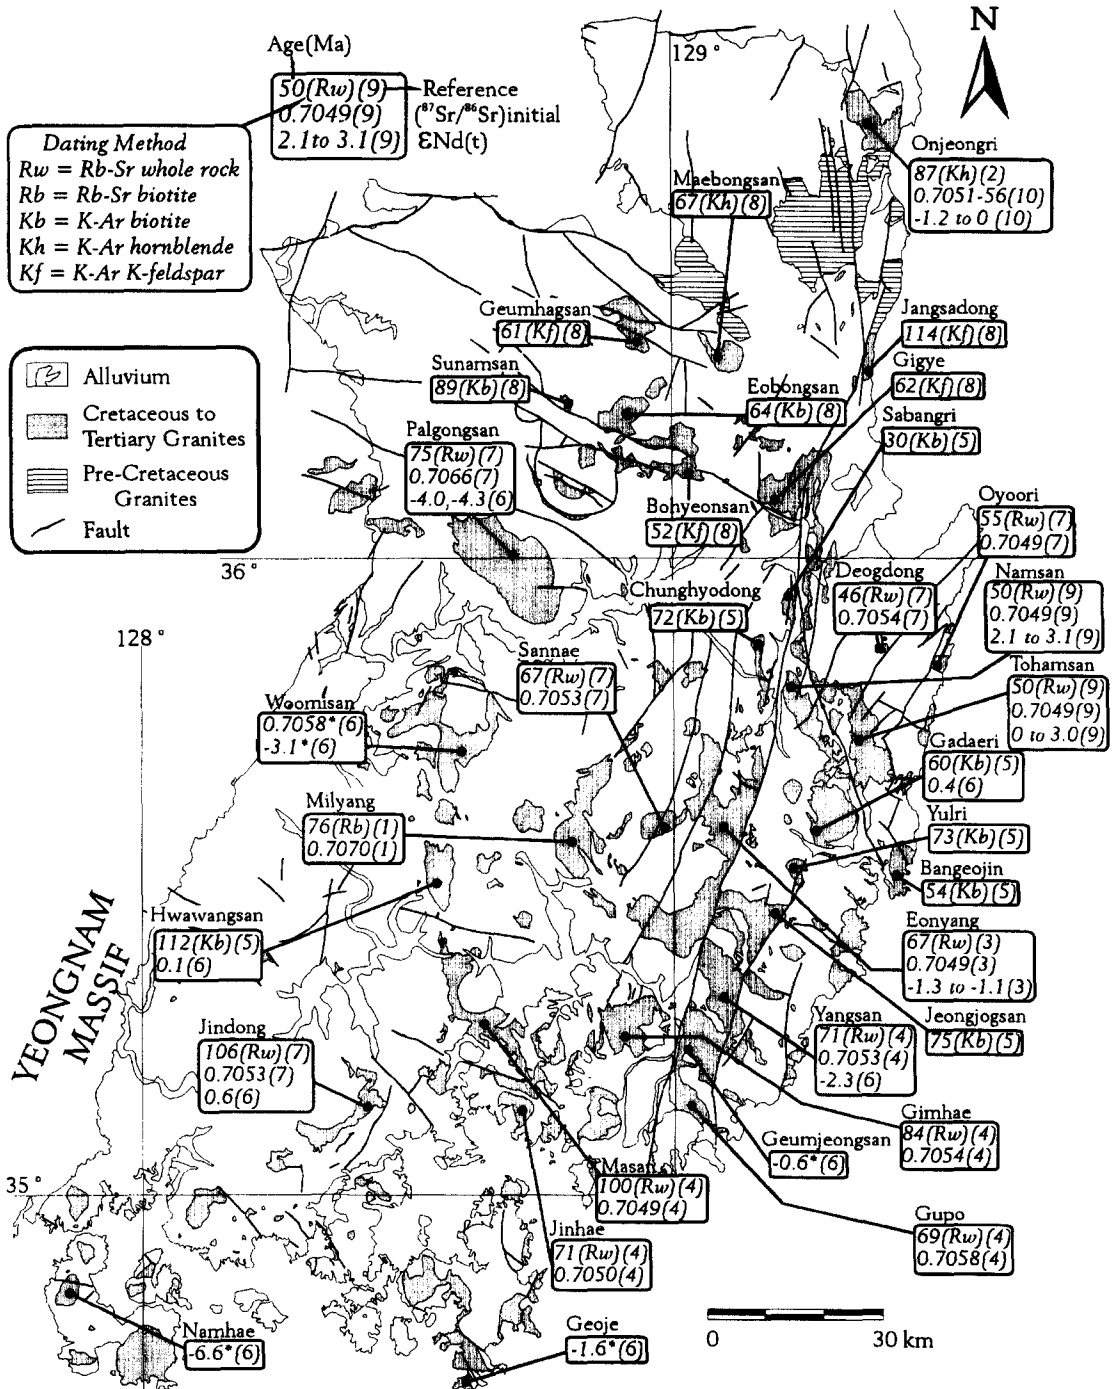 N
129°
Age(Ma)
50(Rw)(9)
0.7049(9)
2.1 to 3.1(9)
Reference
(⁸⁷Sr/⁸⁶Sr)initial
εNd(t)
Dating Method
Rw = Rb-Sr whole rock
Rb = Rb-Sr biotite
Kb = K-Ar biotite
Kh = K-Ar hornblende
Kf = K-Ar K-feldspar
Alluvium
Cretaceous to
Tertiary Granites
Pre-Cretaceous
Granites
Fault
Onjeongri
87(Kh)(2)
0.7051-56(10)
-1.2 to 0 (10)
Maebongsan
67(Kh)(8)
Geumhagsan
61(Kf)(8)
Jangsadong
114(Kf)(8)
Sunamsan
89(Kb)(8)
Gigye
62(Kf)(8)
Eobongsan
64(Kb)(8)
Sabangri
30(Kb)(5)
Palgongsan
75(Rw)(7)
0.7066(7)
-4.0,-4.3(6)
Bohyeonsan
52(Kf)(8)
Oyoori
55(Rw)(7)
0.7049(7)
36°
Chunghyodong
72(Kb)(5)
Deogdong
46(Rw)(7)
0.7054(7)
Namsan
50(Rw)(9)
0.7049(9)
2.1 to 3.1(9)
128°
Sannae
67(Rw)(7)
0.7053(7)
Tohamsan
50(Rw)(9)
0.7049(9)
0 to 3.0(9)
Woomisan
0.7058*(6)
-3.1*(6)
Gadaeri
60(Kb)(5)
0.4(6)
Milyang
76(Rb)(1)
0.7070(1)
Yulri
73(Kb)(5)
Bangeojin
54(Kb)(5)
Hwawangsan
112(Kb)(5)
0.1(6)
Eonyang
67(Rw)(3)
0.7049(3)
-1.3 to -1.1(3)
YEONGNAM
MASSIF
Jeongjogsan
75(Kb)(5)
Jindong
106(Rw)(7)
0.7053(7)
0.6(6)
Yangsan
71(Rw)(4)
0.7053(4)
-2.3(6)
Gimhae
84(Rw)(4)
0.7054(4)
Geumjeongsan
-0.6*(6)
Masan
100(Rw)(4)
0.7049(4)
35°
Gupo
69(Rw)(4)
0.7058(4)
Jinhae
71(Rw)(4)
0.7050(4)
Namhae
-6.6*(6)
Geoje
-1.6*(6)
0 30 km